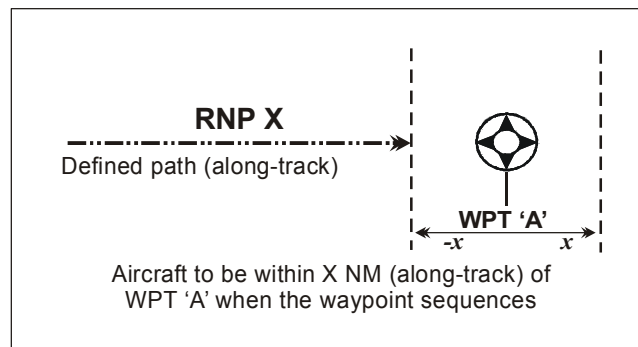 RNP X
Defined path (along-track)
WPT ‘A’
-x x
Aircraft to be within X NM (along-track) of
WPT ‘A’ when the waypoint sequences